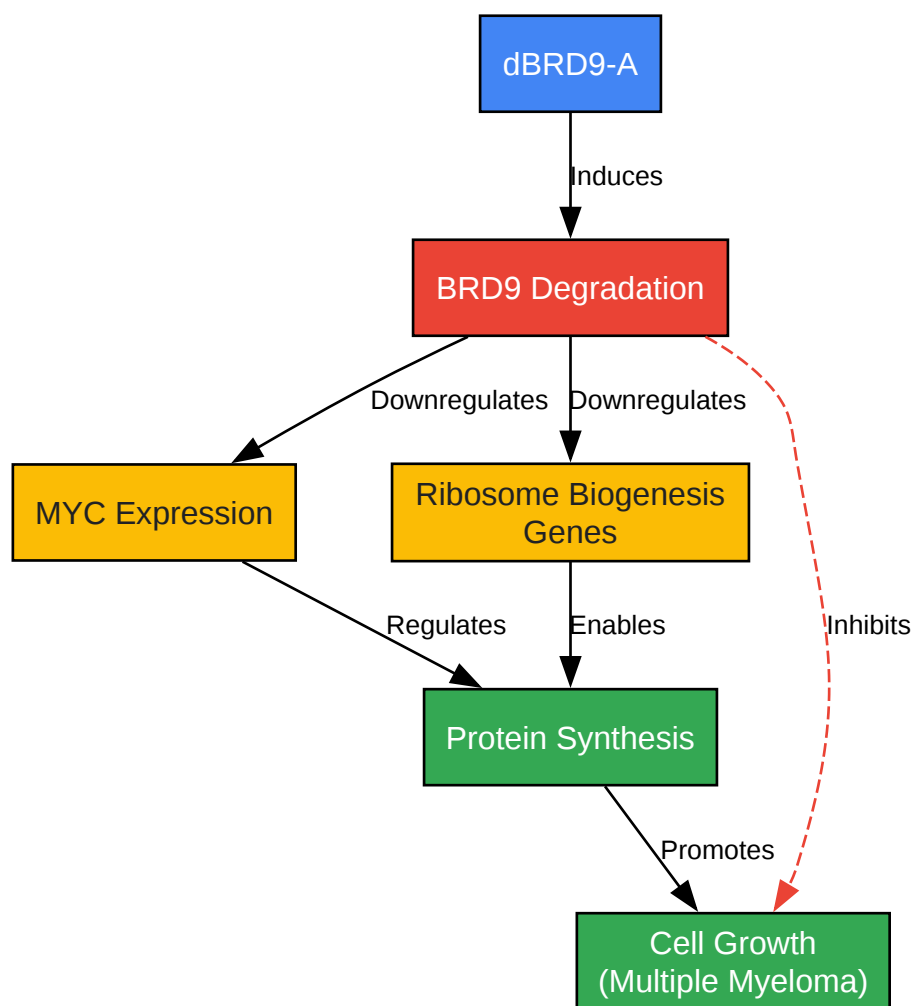 dBRD9-A
Induces
BRD9 Degradation
Downregulates
Downregulates
MYC Expression
Ribosome Biogenesis
Genes
Regulates
Enables
Inhibits
Protein Synthesis
Promotes
Cell Growth
(Multiple Myeloma)